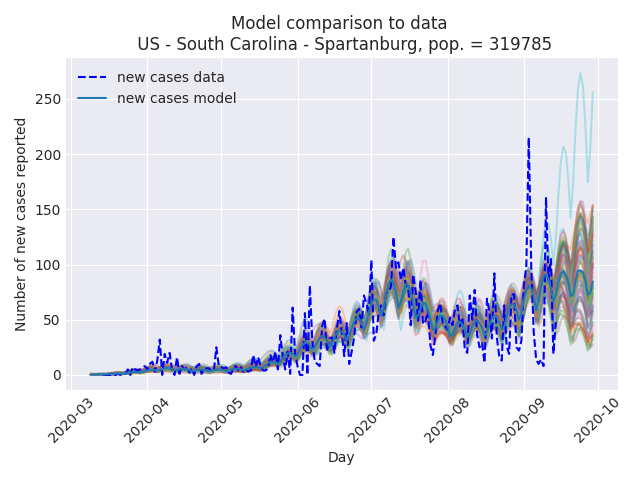 Model comparison to data
US - South Carolina - Spartanburg, pop. = 319785
new cases data
new cases model
Number of new cases reported
250
200
150
100
50
0
2020-03
2020-04
2020-05
2020-06
2020-07
2020-08
2020-09
2020-10
Day